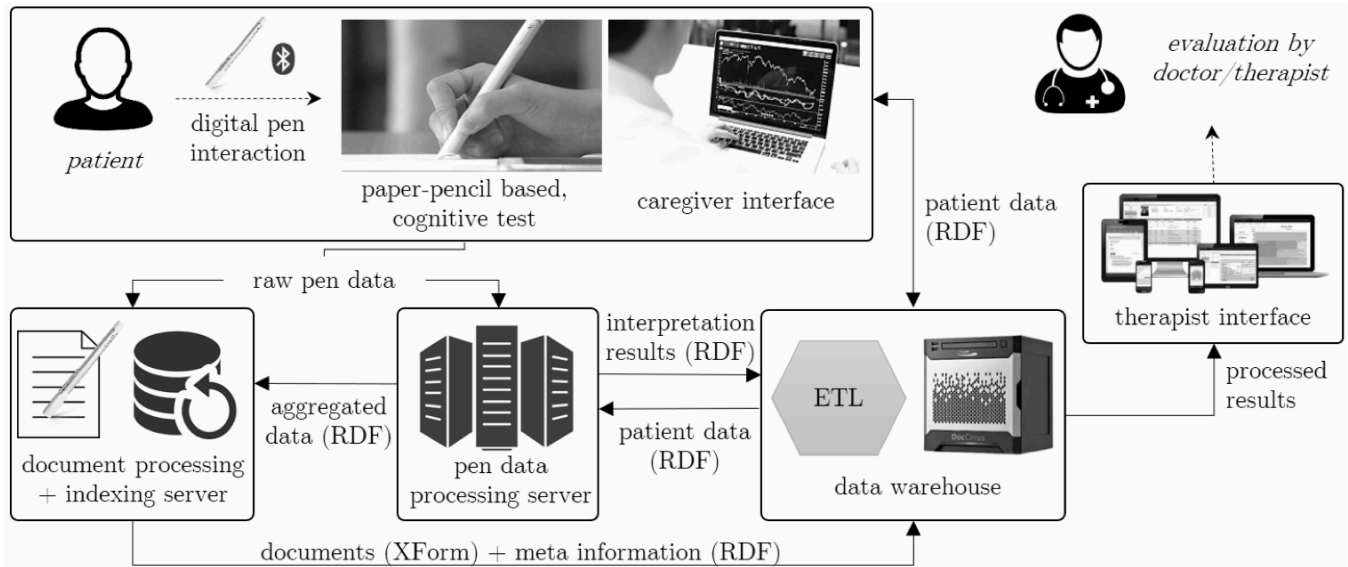 patient
digital pen
interaction
paper-pencil based,
cognitive test
caregiver interface
evaluation by
doctor/therapist
patient data
(RDF)
therapist interface
raw pen data
document processing
+ indexing server
aggregated
data (RDF)
pen data
processing server
interpretation
results (RDF)
patient data
(RDF)
ETL
DocCirrus
data warehouse
processed
results
documents (XForm) + meta information (RDF)